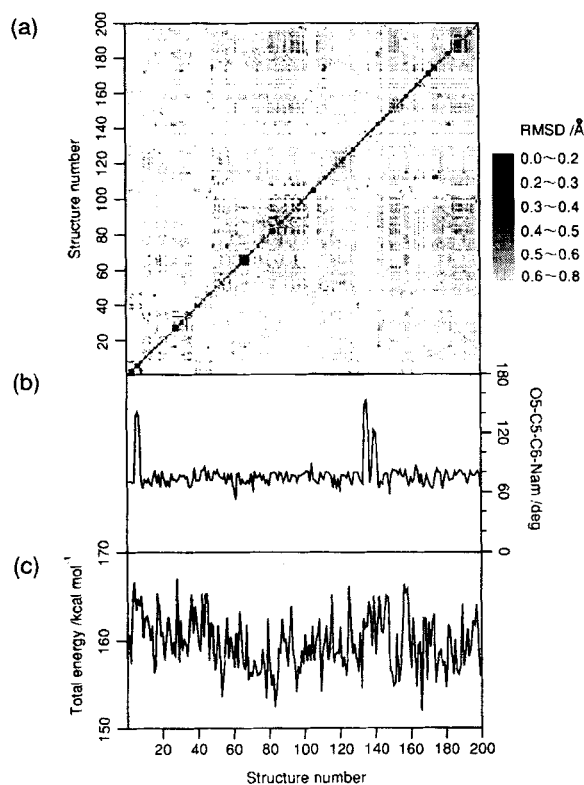 (a)
200
180
160
140
120
100
80
60
40
20
Structure number
RMSD /Å
0.0~0.2
0.2~0.3
0.3~0.4
0.4~0.5
0.5~0.6
0.6~0.8
(b)
180
120
60
0
O5-C5-C6-Nam /deg
(c)
170
160
150
Total energy /kcal mol⁻¹
0 20 40 60 80 100 120 140 160 180 200
Structure number